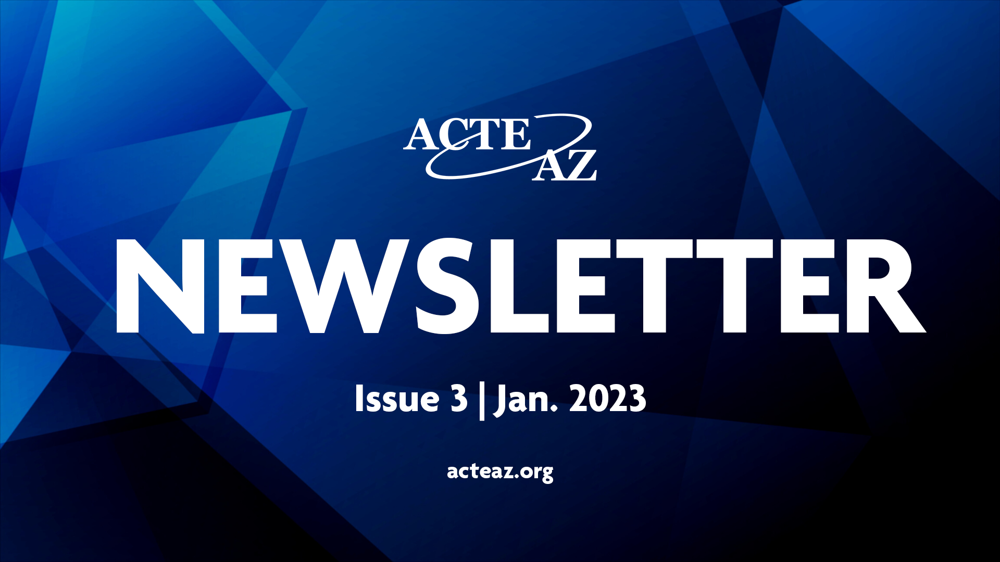 ACTE
AZ
NEWSLETTER
Issue 3 | Jan. 2023
acteaz.org